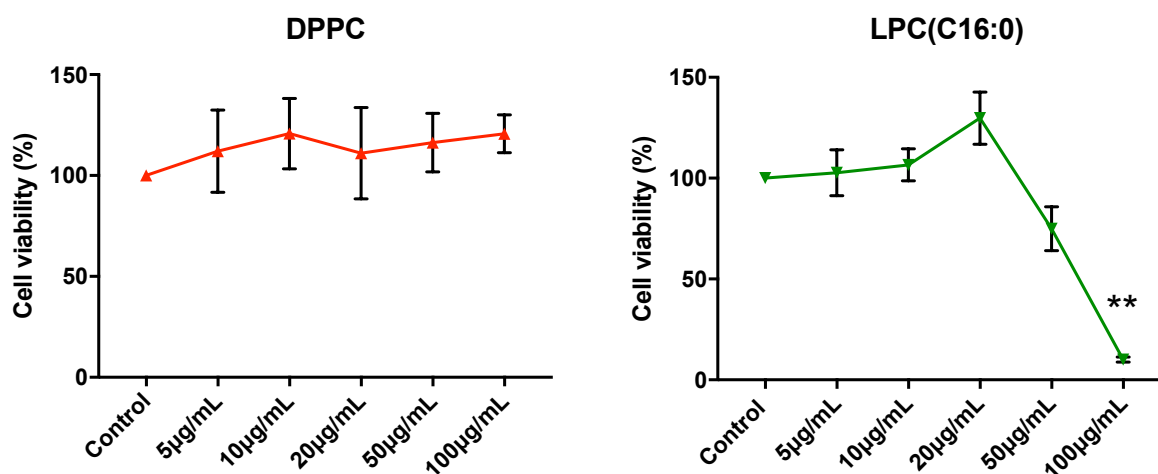 DPPC
Cell viability (%)
150
100
50
0
Control
5µg/mL
10µg/mL
20µg/mL
50µg/mL
100µg/mL
LPC(C16:0)
Cell viability (%)
150
100
50
0
**
Control
5µg/mL
10µg/mL
20µg/mL
50µg/mL
100µg/mL